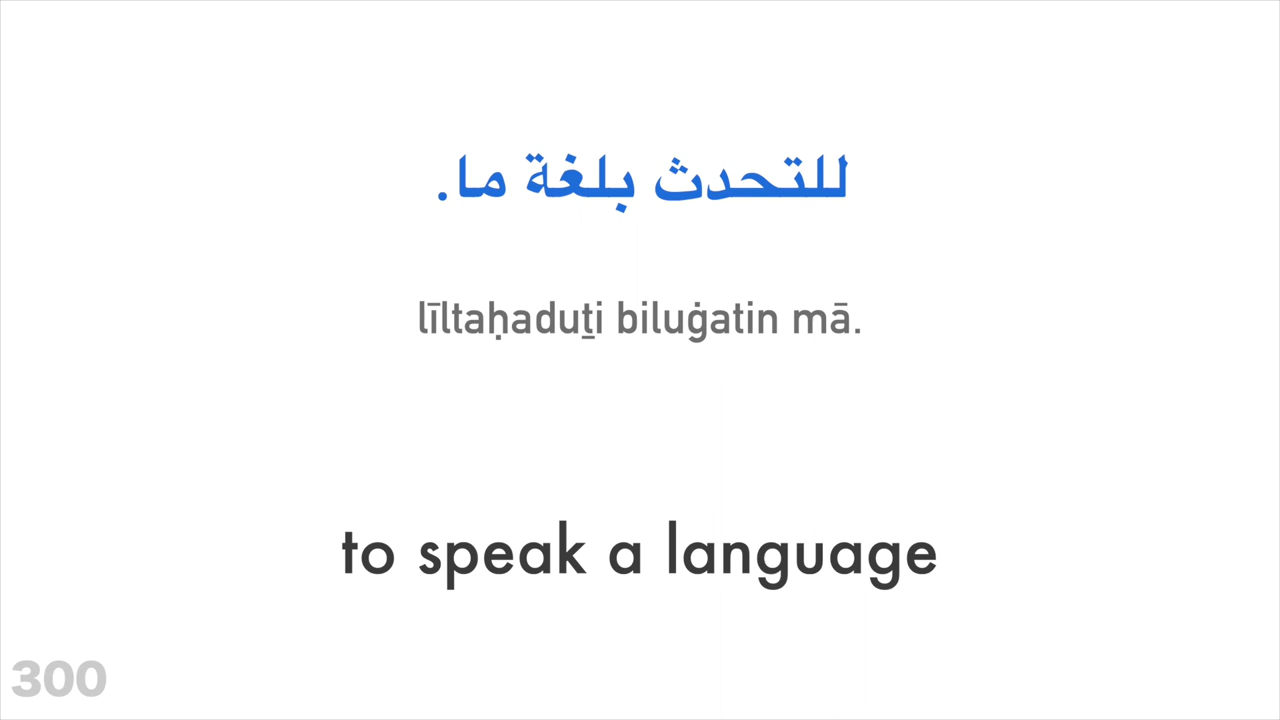 للتحدث بلغة ما.
līltaḥaduṯi biluġatin mā.
to speak a language
300